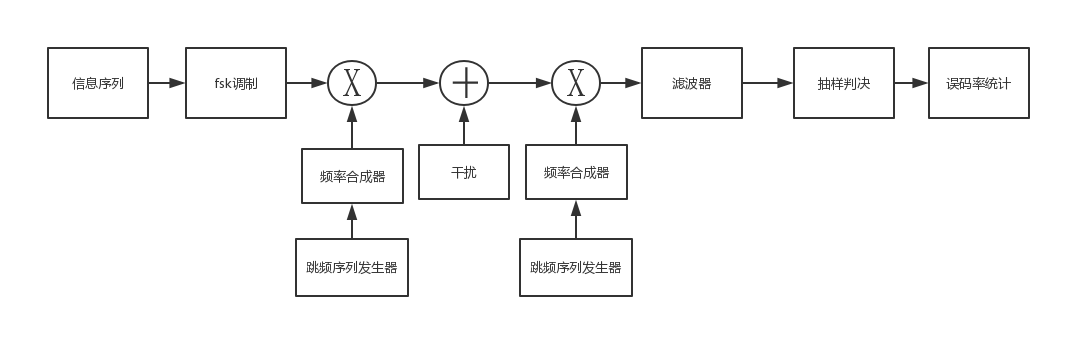 信息序列
fsk调制
X
+
X
滤波器
抽样判决
误码率统计
频率合成器
干扰
频率合成器
跳频序列发生器
跳频序列发生器